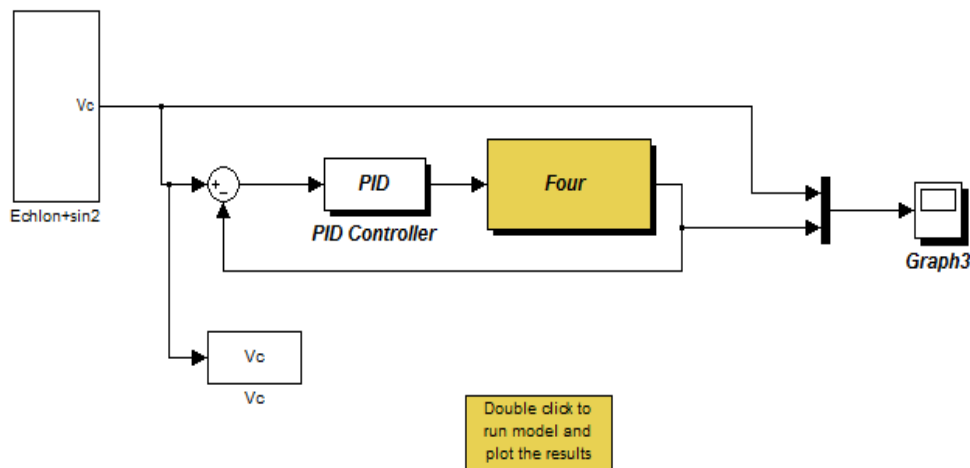 Vc
Echlon+sin2
+
−
PID
PID Controller
Four
Graph3
Vc
Vc
Double click to
run model and
plot the results